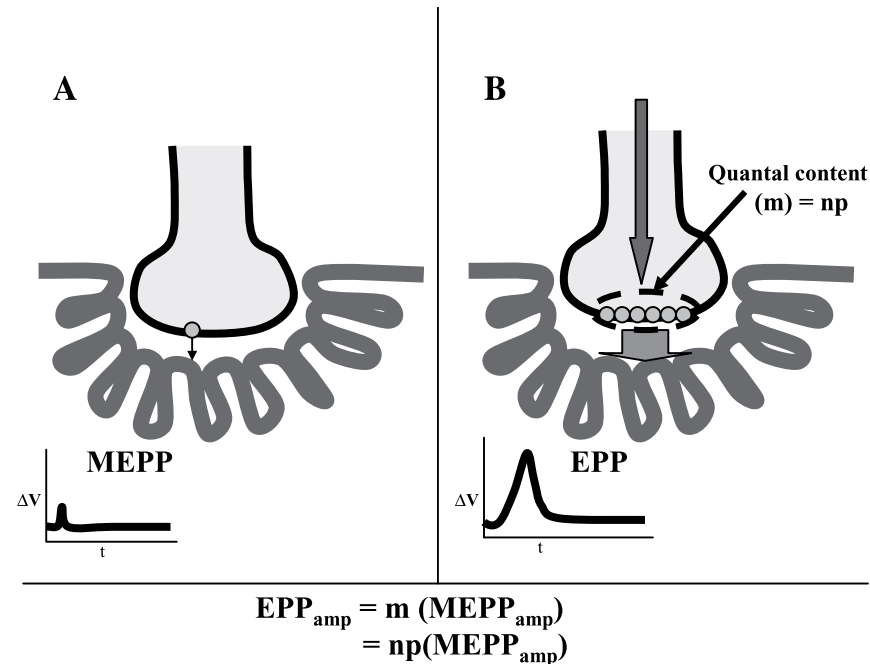 A
MEPP
ΔV
t
B
Quantal content
(m) = np
EPP
ΔV
t
EPPamp = m (MEPPamp)
= np(MEPPamp)